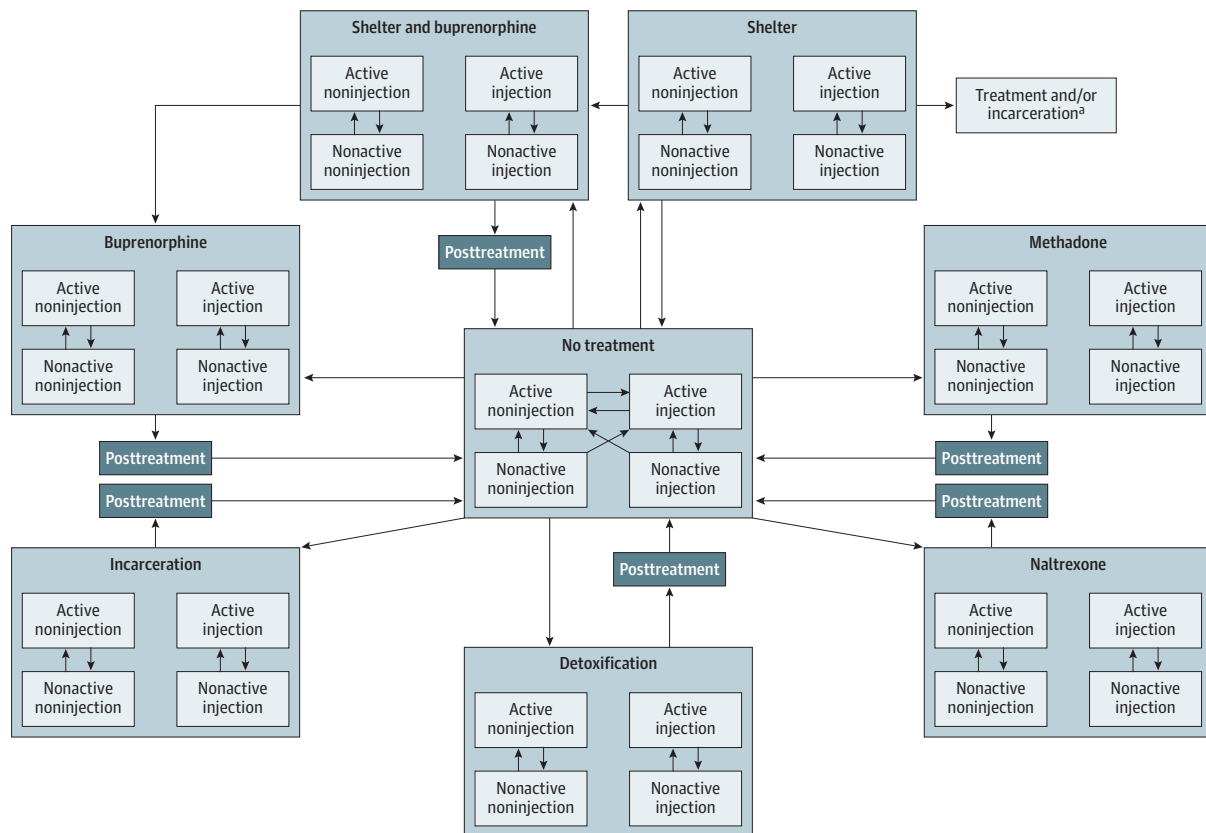 Shelter and buprenorphine
Active
noninjection
Active
injection
Nonactive
noninjection
Nonactive
injection
Shelter
Active
noninjection
Active
injection
Nonactive
noninjection
Nonactive
injection
Treatment and/or
incarcerationᵃ
Buprenorphine
Active
noninjection
Active
injection
Nonactive
noninjection
Nonactive
injection
Posttreatment
Methadone
Active
noninjection
Active
injection
Nonactive
noninjection
Nonactive
injection
No treatment
Active
noninjection
Active
injection
Nonactive
noninjection
Nonactive
injection
Posttreatment
Posttreatment
Posttreatment
Posttreatment
Incarceration
Active
noninjection
Active
injection
Nonactive
noninjection
Nonactive
injection
Posttreatment
Naltrexone
Active
noninjection
Active
injection
Nonactive
noninjection
Nonactive
injection
Detoxification
Active
noninjection
Active
injection
Nonactive
noninjection
Nonactive
injection